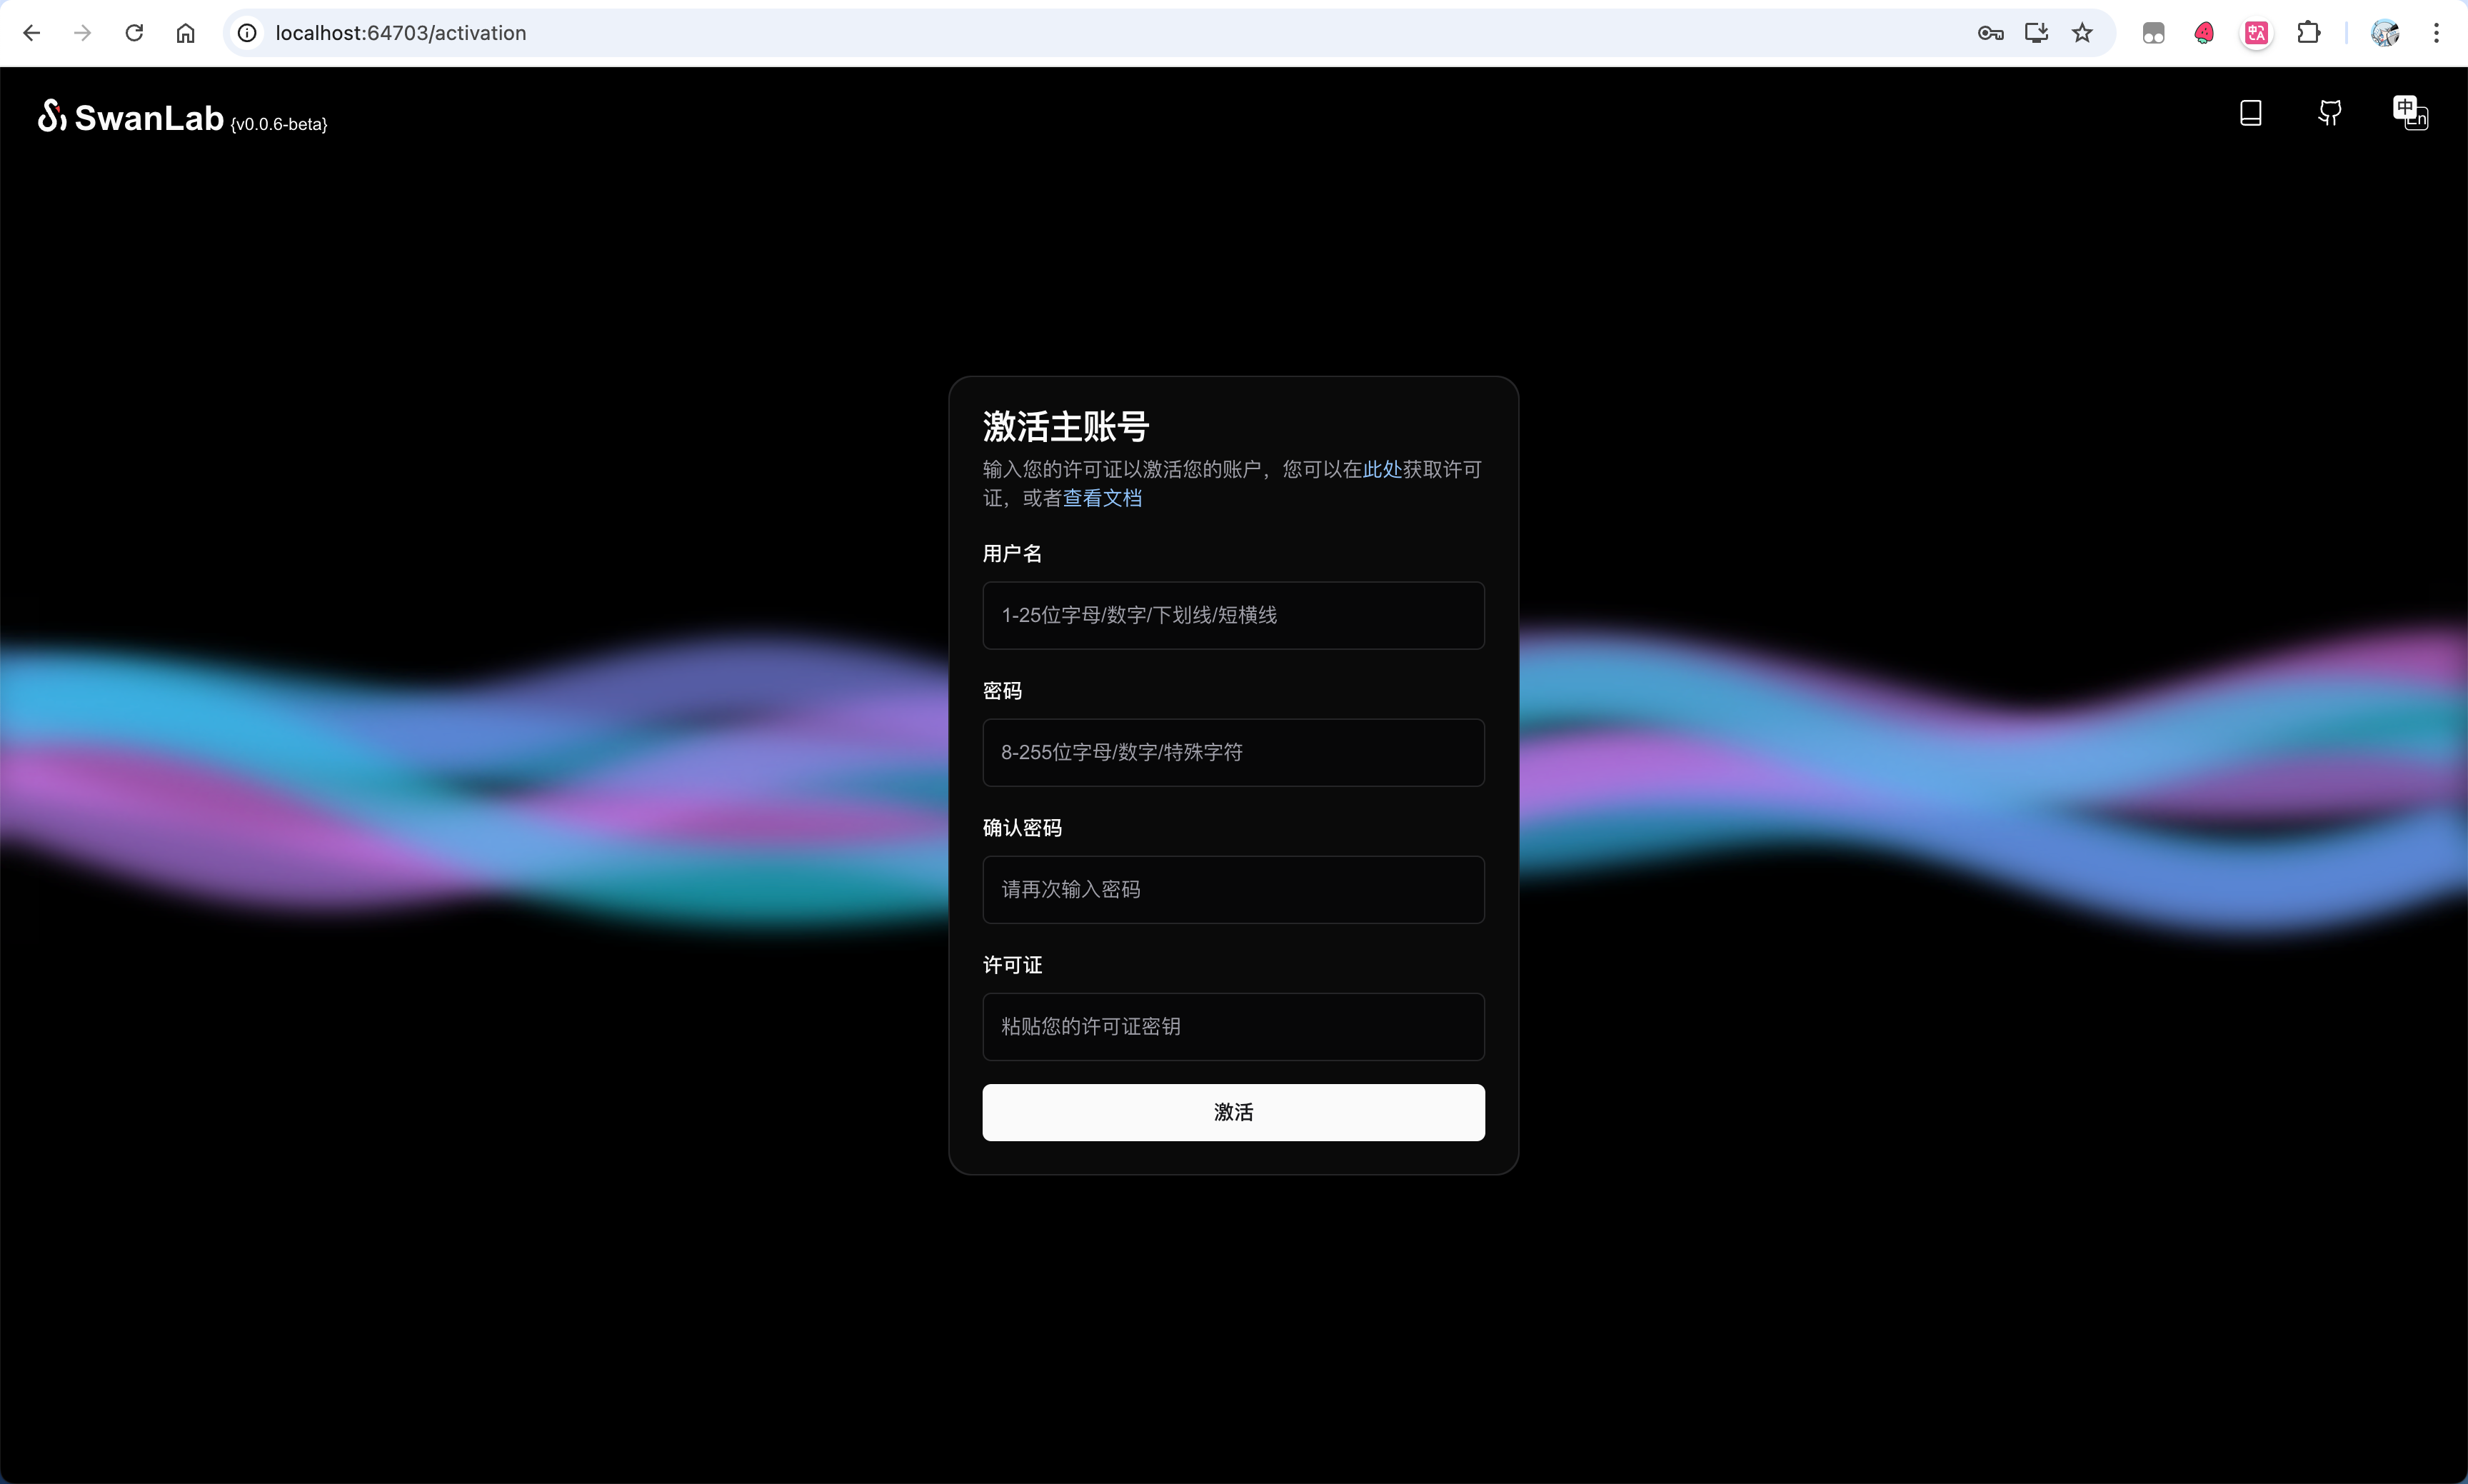 localhost:64703/activation
中A
SwanLab {v0.0.6-beta}
中
En
激活主账号
输入您的许可证以激活您的账户，您可以在此处获取许可
证，或者查看文档
用户名
1-25位字母/数字/下划线/短横线
密码
8-255位字母/数字/特殊字符
确认密码
请再次输入密码
许可证
粘贴您的许可证密钥
激活